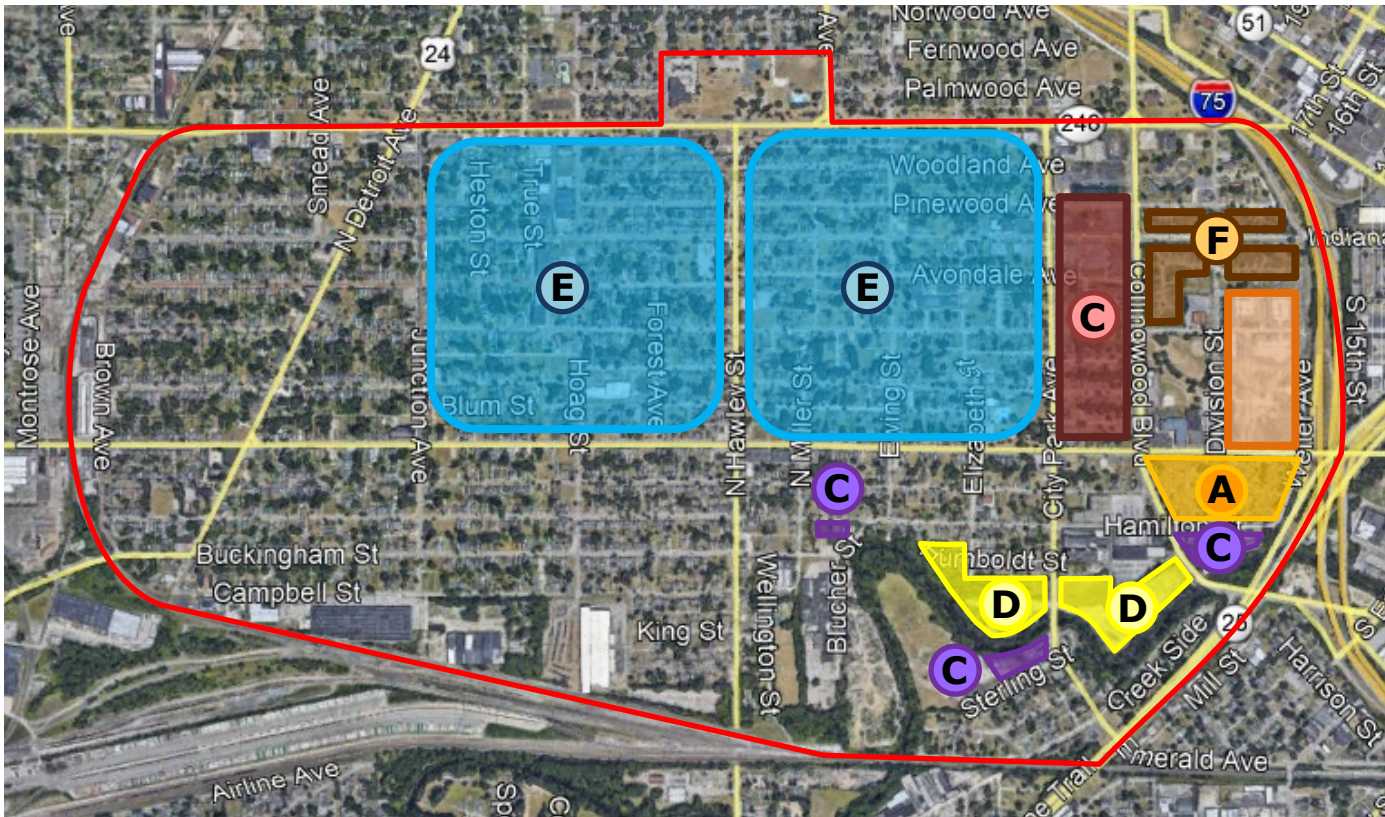 Norwood Ave
51
Fernwood Ave
24
Palmwood Ave
75
17th St
16th St
246
Smead Ave
N Detroit Ave
Heston St
True St
Woodland Ave
Pinewood Ave
F
Indiana
Avondale Ave
E
E
C
Collingwood Blvd
Montrose Ave
Brown Ave
Junction Ave
Forest Ave
Hoag St
Blum St
N Hawley St
N Miller St
Ewing St
Elizabeth St
City Park Ave
Division St
Weller Ave
S 15th St
C
A
Hamilton St
C
Buckingham St
Campbell St
Humboldt St
D
D
King St
Wellington St
Blucher St
C
Sterling St
Creek Side
25
Mill St
Harrison St
S E
Emerald Ave
Airline Ave
Sp
ne Trail